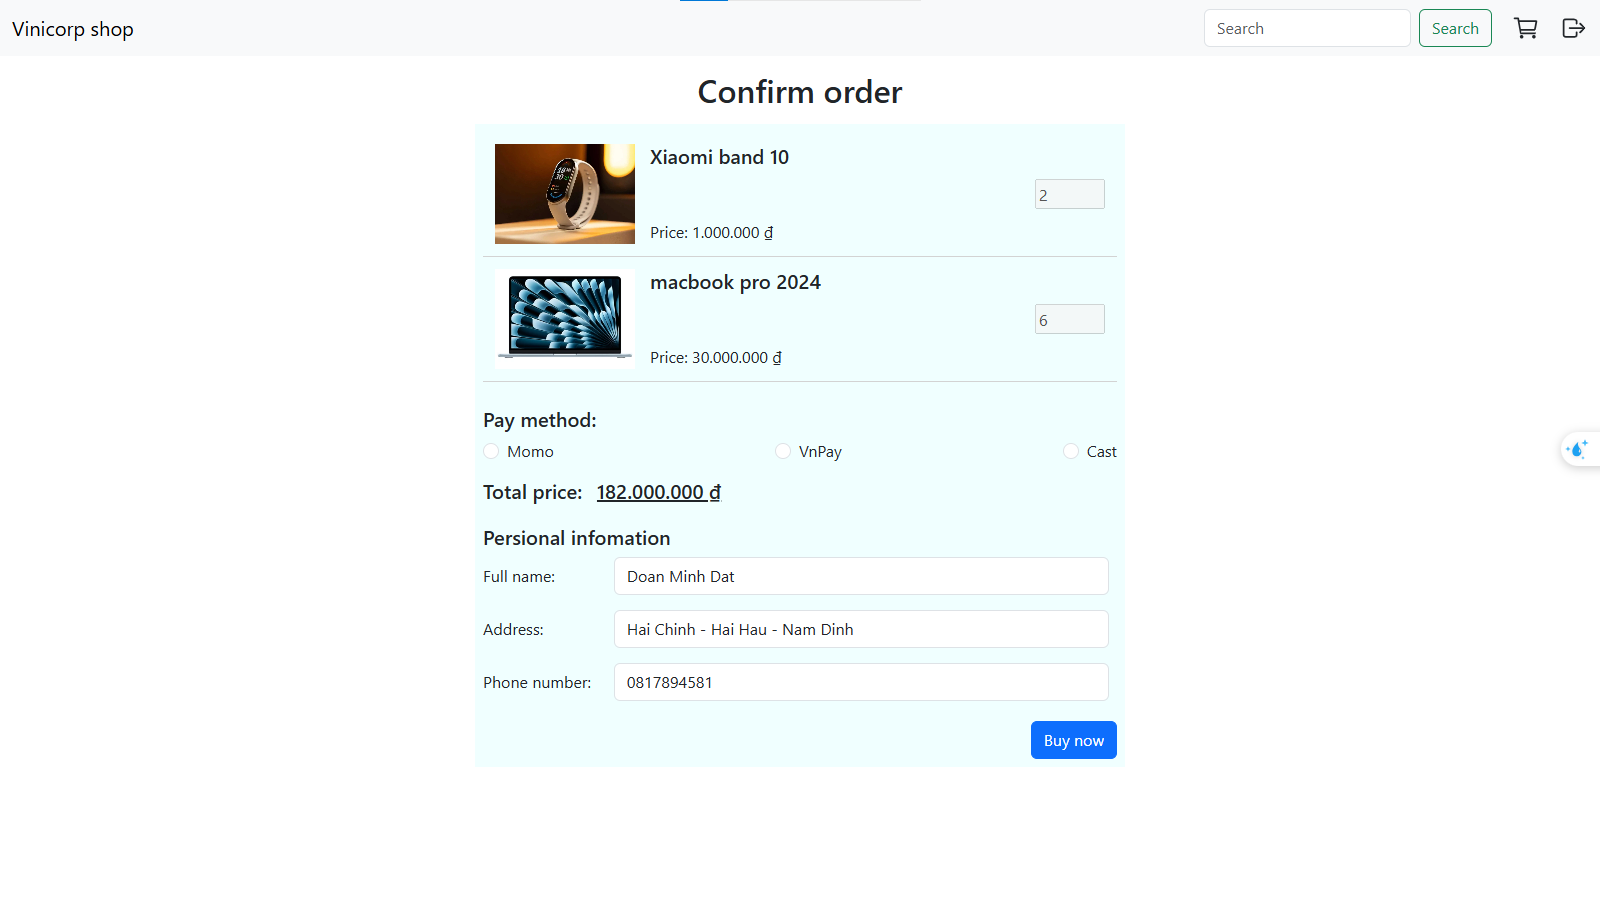 Vinicorp shop
Search
Search
Confirm order
Xiaomi band 10
2
Price: 1.000.000 ₫
macbook pro 2024
6
Price: 30.000.000 ₫
Pay method:
Momo
VnPay
Cast
Total price: 182.000.000 ₫
Persional infomation
Full name: Doan Minh Dat
Address: Hai Chinh - Hai Hau - Nam Dinh
Phone number: 0817894581
Buy now